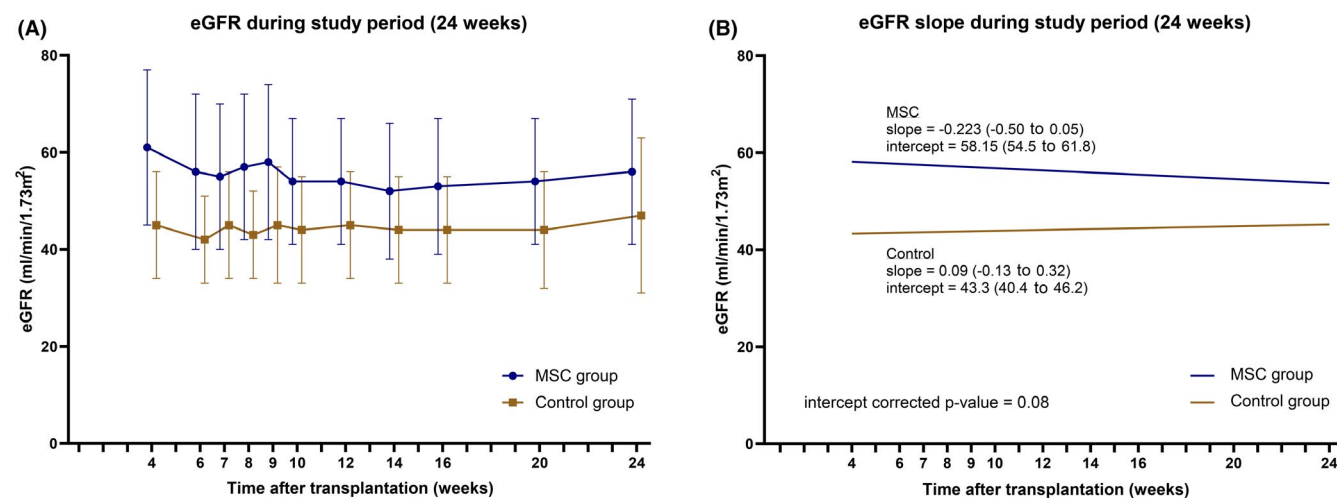 (A)
eGFR during study period (24 weeks)
80
60
40
20
0
eGFR (ml/min/1.73m²)
MSC group
Control group
4 6 7 8 9 10 12 14 16 20 24
Time after transplantation (weeks)
(B)
eGFR slope during study period (24 weeks)
80
60
40
20
0
eGFR (ml/min/1.73m²)
MSC
slope = -0.223 (-0.50 to 0.05)
intercept = 58.15 (54.5 to 61.8)
Control
slope = 0.09 (-0.13 to 0.32)
intercept = 43.3 (40.4 to 46.2)
MSC group
Control group
intercept corrected p-value = 0.08
4 6 7 8 9 10 12 14 16 20 24
Time after transplantation (weeks)